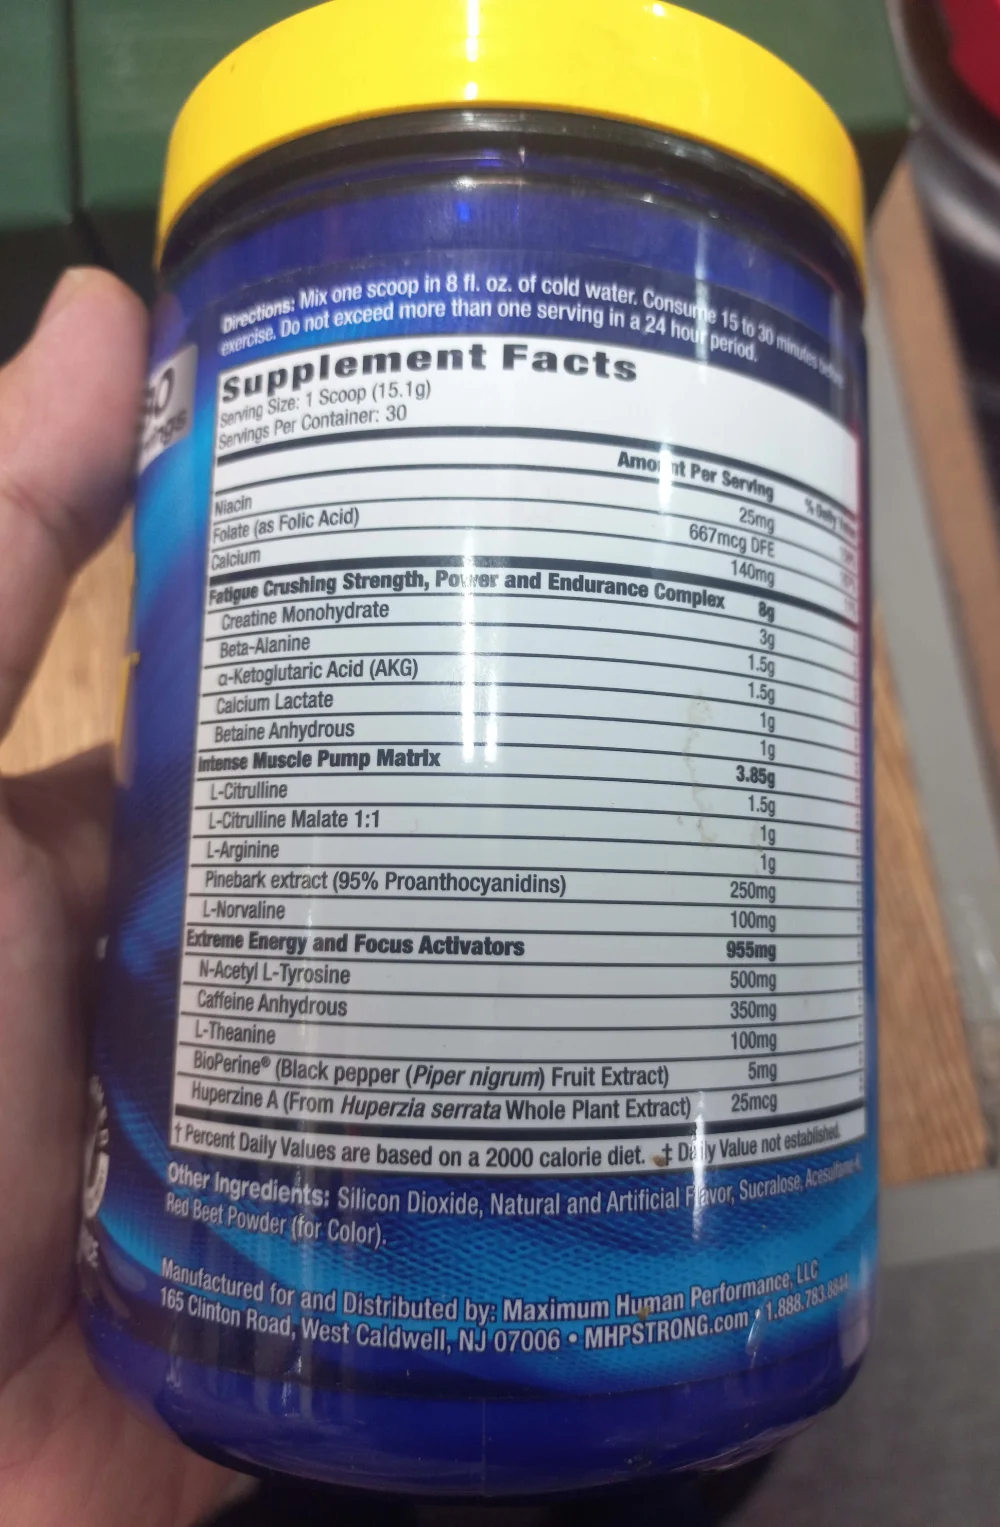 Directions: Mix one scoop in 8 fl. oz. of cold water. Consume 15 to 30 minutes before
exercise. Do not exceed more than one serving in a 24 hour period.
Supplement Facts
Serving Size: 1 Scoop (15.1g)
Servings Per Container: 30
Amount Per Serving % Daily
Niacin 25mg
Folate (as Folic Acid) 667mcg DFE
Calcium 140mg
Fatigue Crushing Strength, Power and Endurance Complex 8g
Creatine Monohydrate 3g
Beta-Alanine 1.5g
α-Ketoglutaric Acid (AKG) 1.5g
Calcium Lactate 1g
Betaine Anhydrous 1g
Intense Muscle Pump Matrix 3.85g
L-Citrulline 1.5g
L-Citrulline Malate 1:1 1g
L-Arginine 1g
Pinebark extract (95% Proanthocyanidins) 250mg
L-Norvaline 100mg
Extreme Energy and Focus Activators 955mg
N-Acetyl L-Tyrosine 500mg
Caffeine Anhydrous 350mg
L-Theanine 100mg
BioPerine® (Black pepper (Piper nigrum) Fruit Extract) 5mg
Huperzine A (From Huperzia serrata Whole Plant Extract) 25mcg
† Percent Daily Values are based on a 2000 calorie diet. ‡ Daily Value not established.
Other Ingredients: Silicon Dioxide, Natural and Artificial Flavor, Sucralose,
Red Beet Powder (for Color).
Manufactured for and Distributed by: Maximum Human Performance, LLC
165 Clinton Road, West Caldwell, NJ 07006 • MHPSTRONG.com • 1.888.783.8844